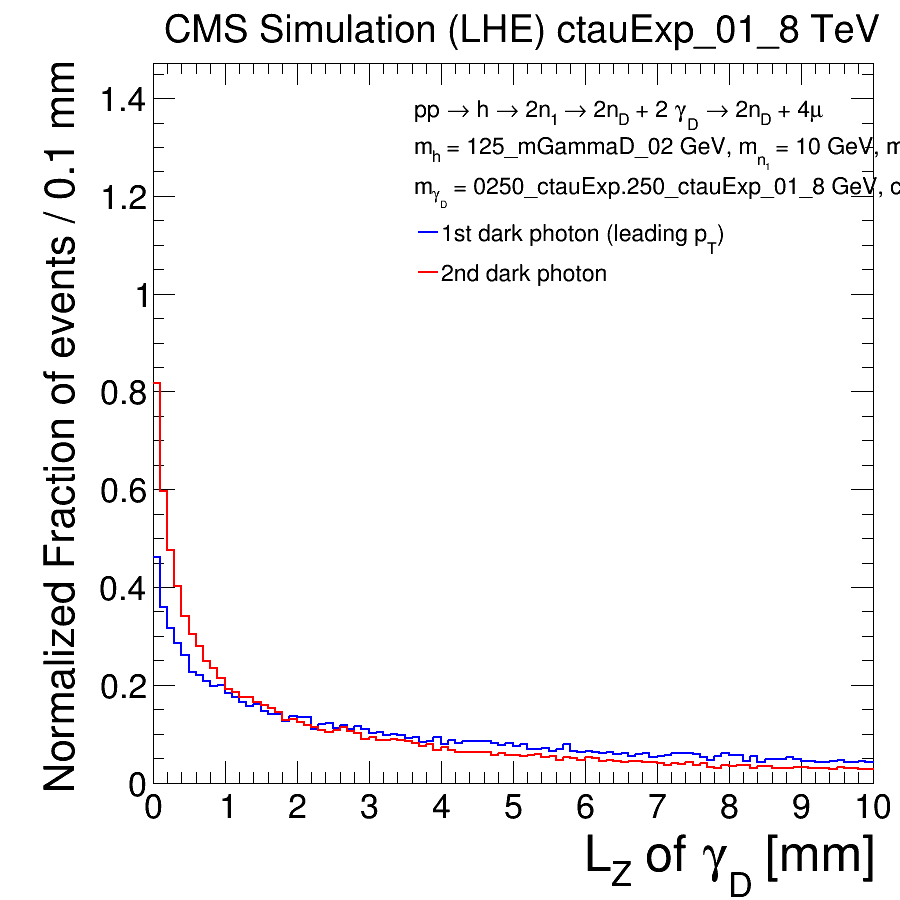 CMS Simulation (LHE) ctauExp_01_8 TeV
pp → h → 2n1 → 2nD + 2 γD → 2nD + 4μ
mh = 125_mGammaD_02 GeV, mn1 = 10 GeV, m
mγD = 0250_ctauExp.250_ctauExp_01_8 GeV, c
1st dark photon (leading pT)
2nd dark photon
Normalized Fraction of events / 0.1 mm
1.4
1.2
1
0.8
0.6
0.4
0.2
0
0 1 2 3 4 5 6 7 8 9 10
LZ of γD [mm]